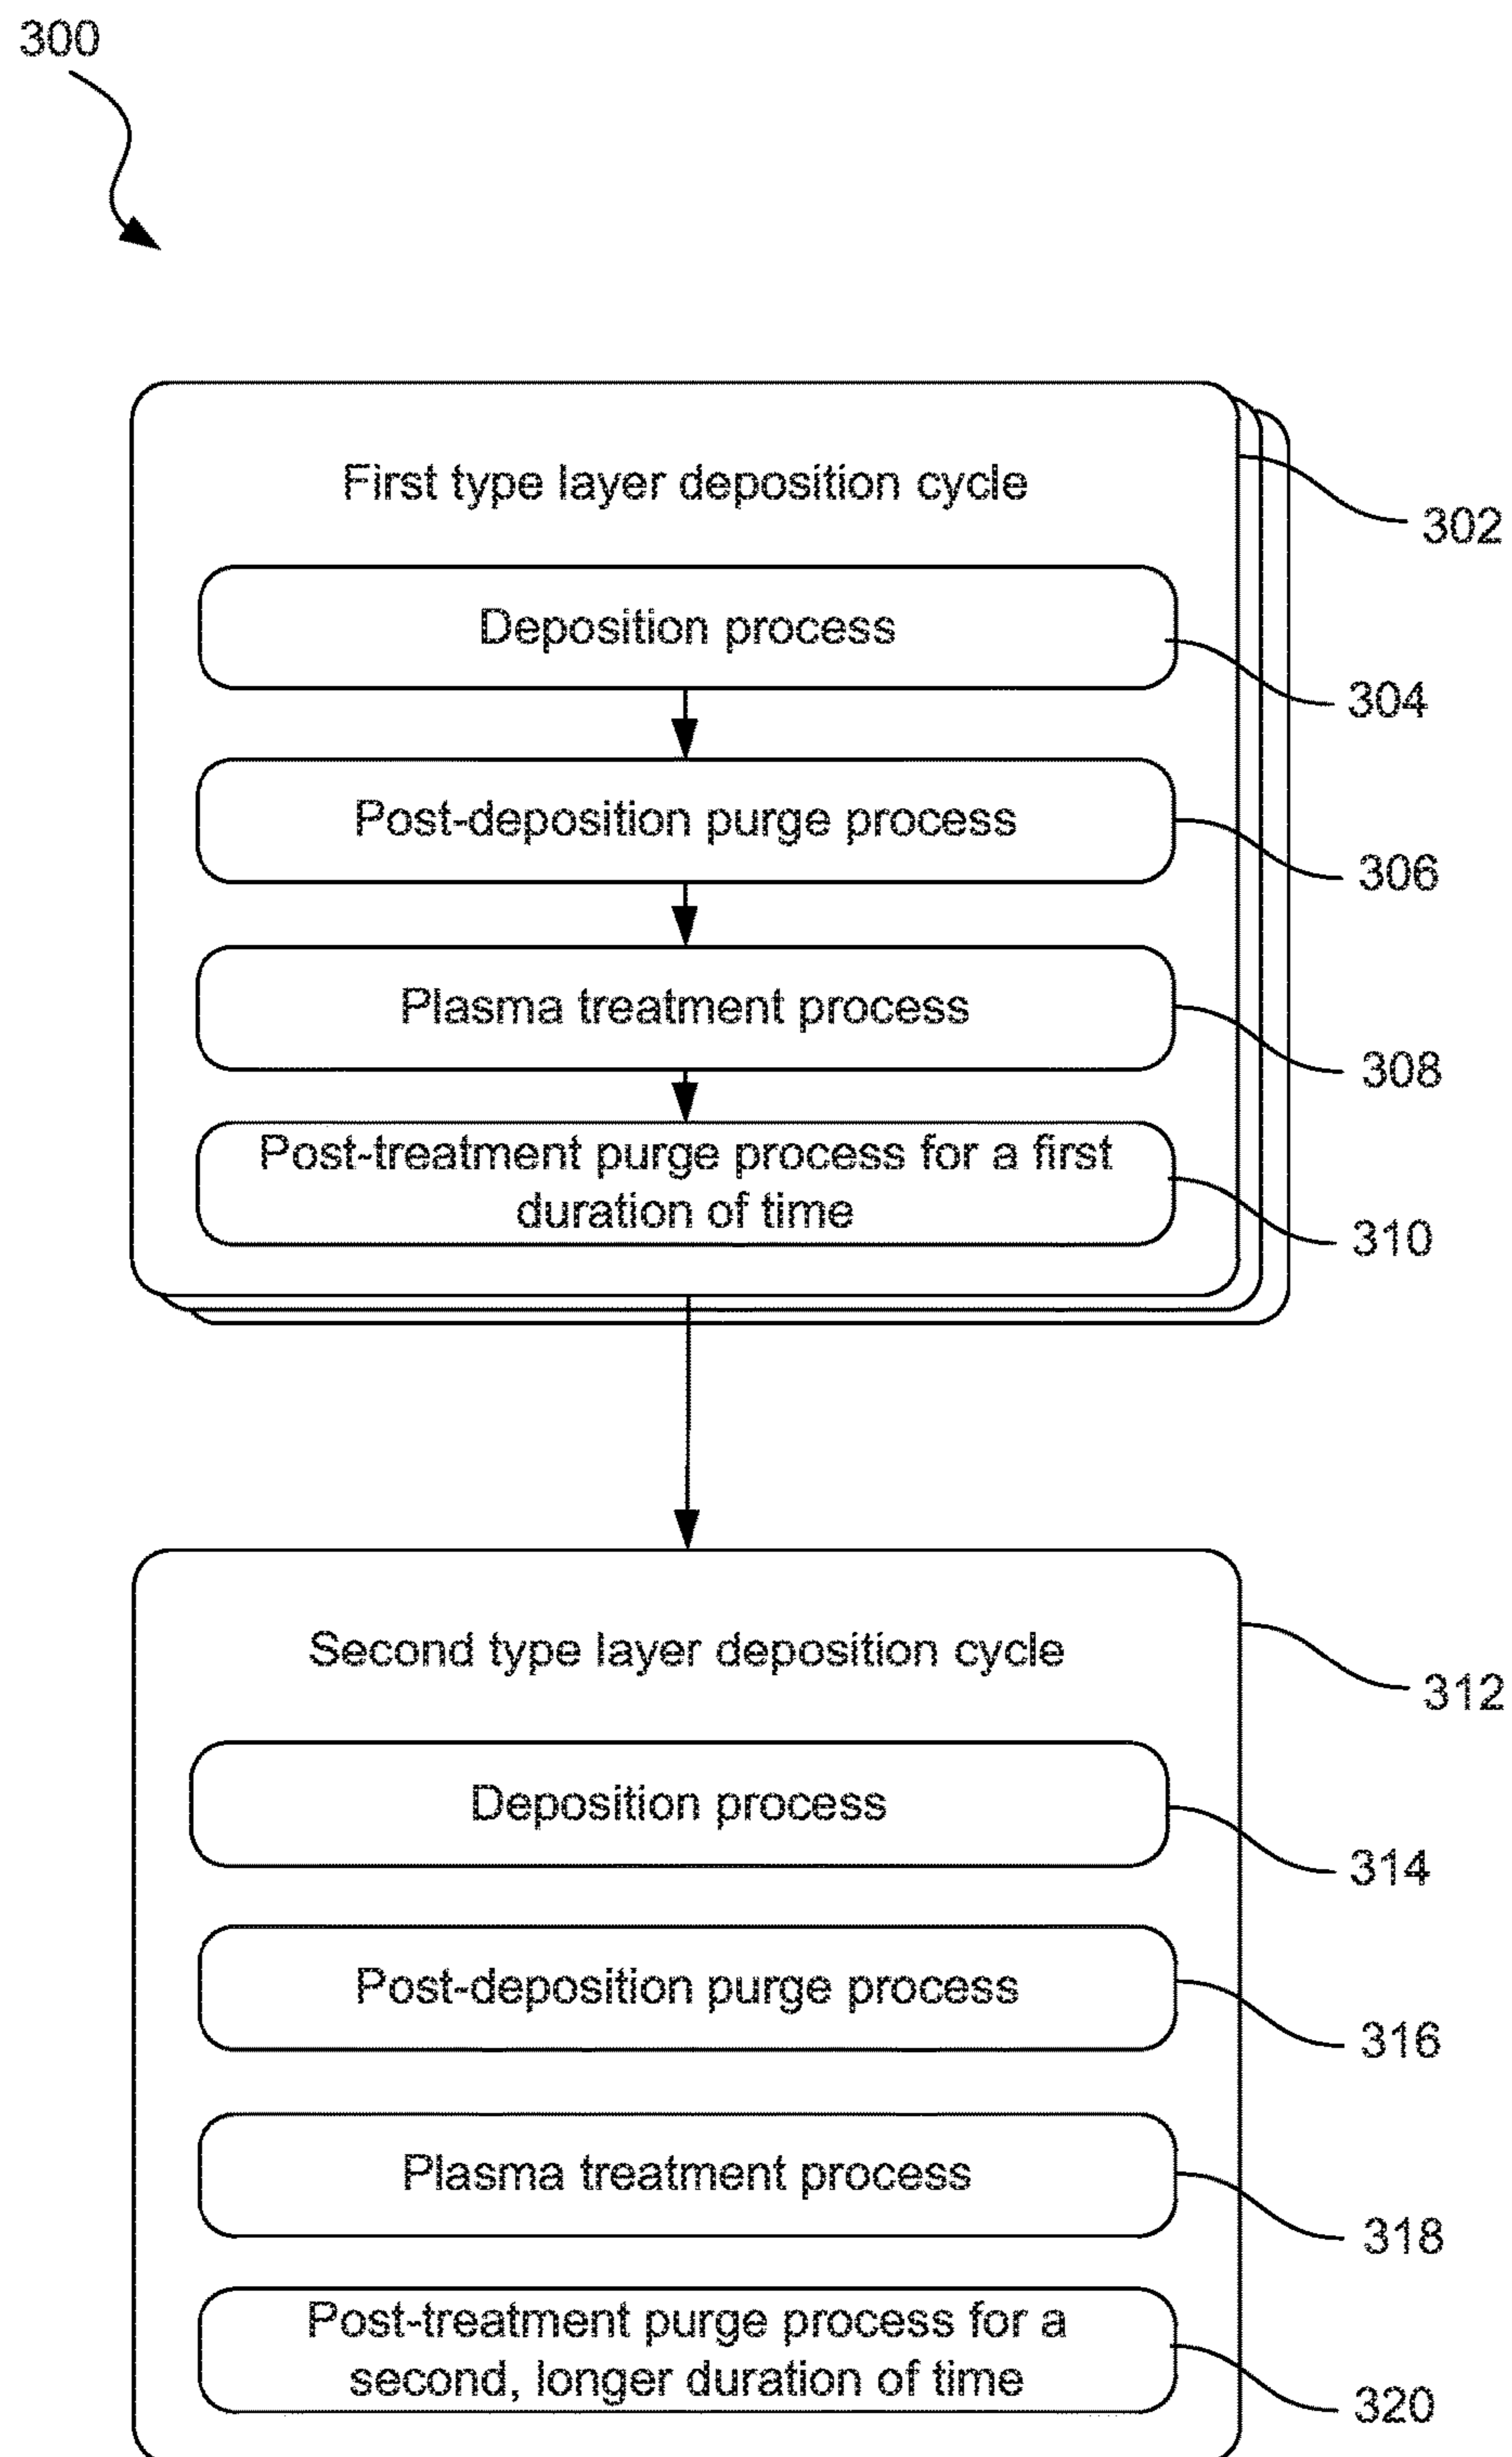 300
First type layer deposition cycle
302
Deposition process
304
Post-deposition purge process
306
Plasma treatment process
308
Post-treatment purge process for a first
duration of time
310
Second type layer deposition cycle
312
Deposition process
314
Post-deposition purge process
316
Plasma treatment process
318
Post-treatment purge process for a
second, longer duration of time
320